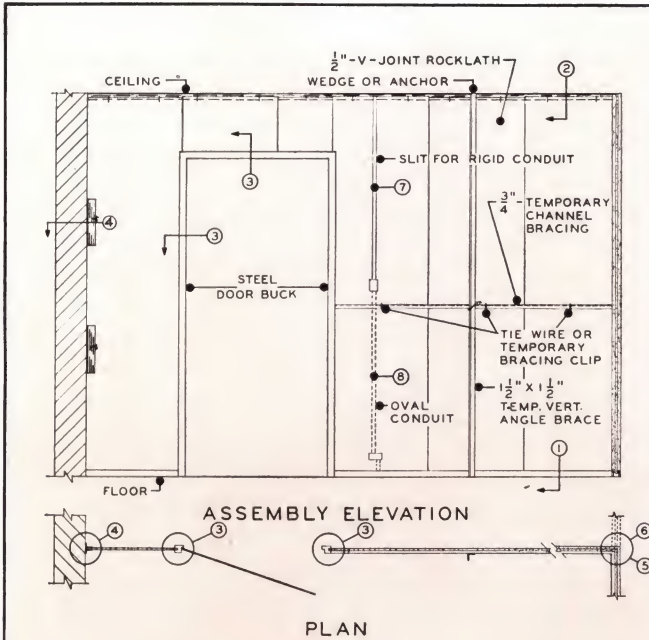 1/2"-V-JOINT ROCKLATH
CEILING
WEDGE OR ANCHOR
2
3
SLIT FOR RIGID CONDUIT
7
3/4"-TEMPORARY
CHANNEL
BRACING
4
3
STEEL
DOOR BUCK
TIE WIRE OR
TEMPORARY
BRACING CLIP
8
1 1/2" X 1 1/2"
TEMP. VERT.
ANGLE BRACE
OVAL
CONDUIT
1
FLOOR
ASSEMBLY ELEVATION
4
3
3
6
5
PLAN